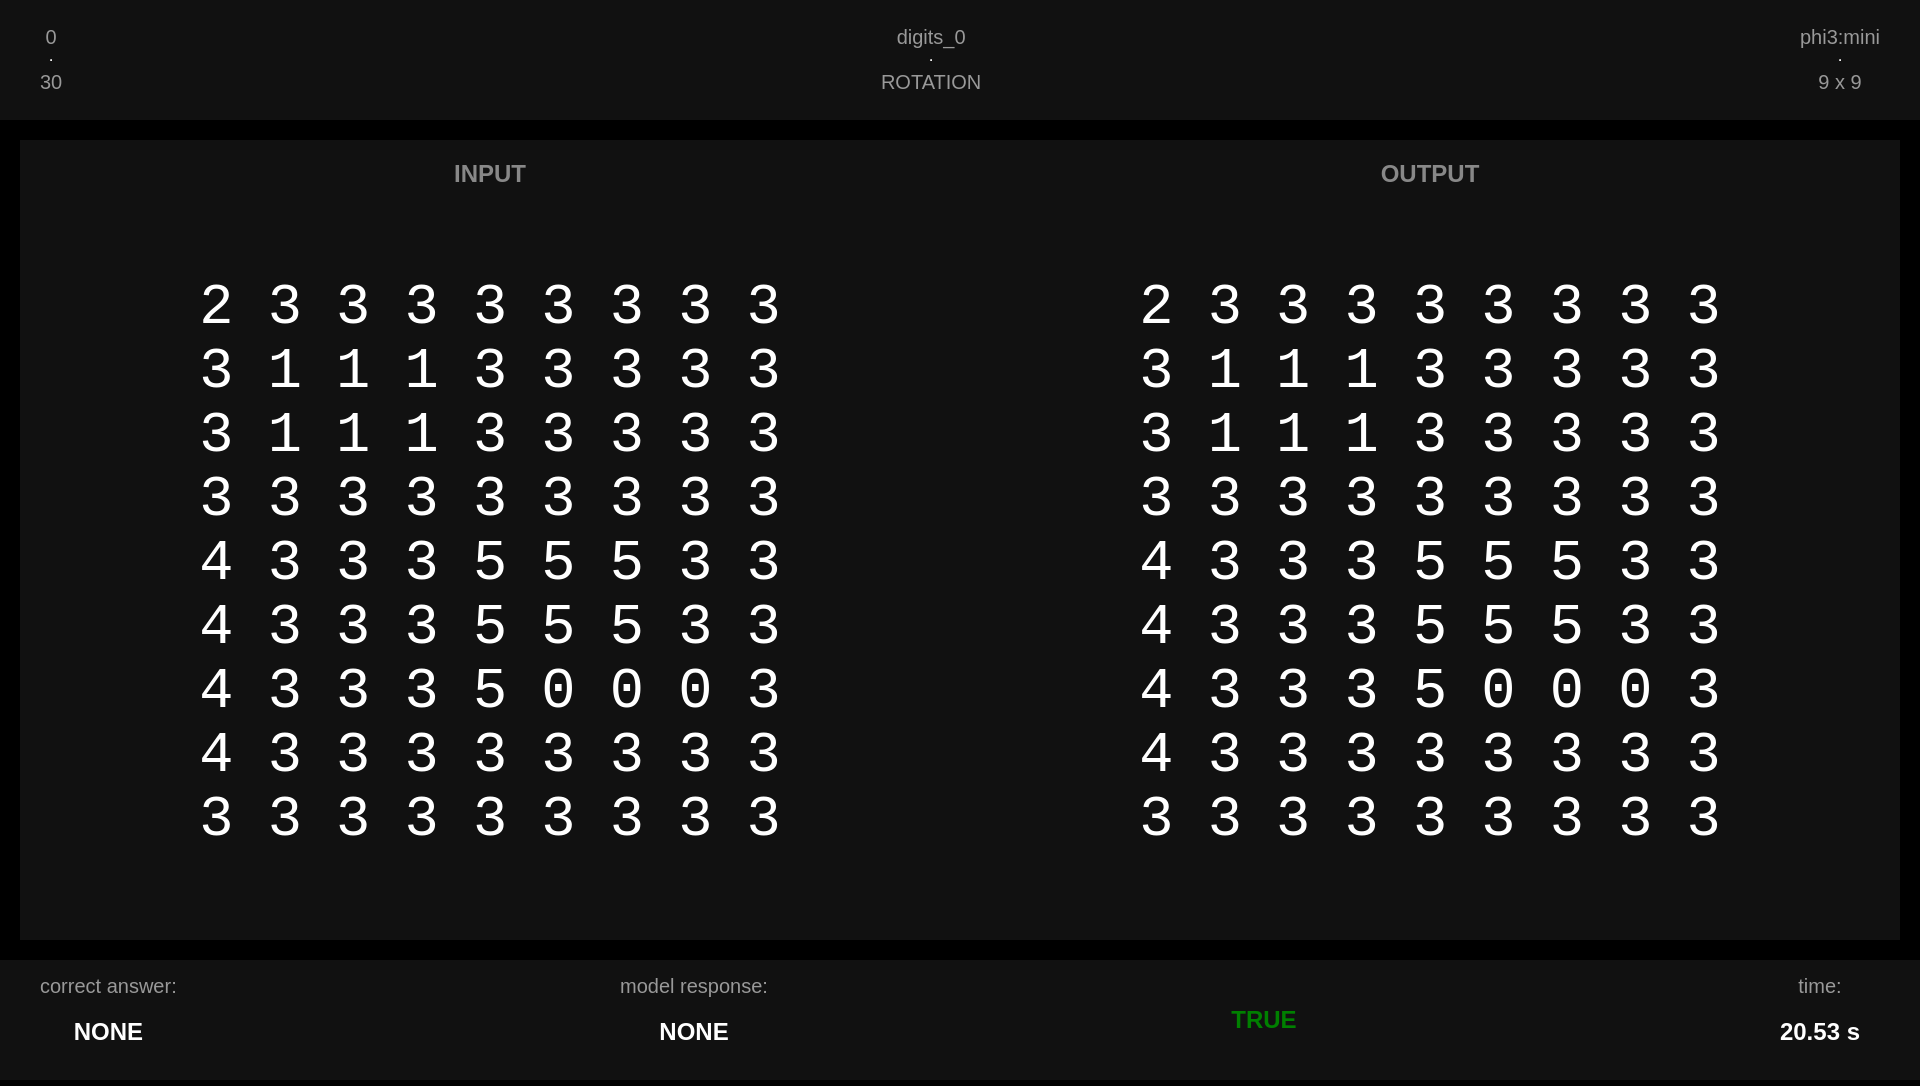 0
.
30
digits_0
.
ROTATION
phi3:mini
.
9 x 9
INPUT
2 3 3 3 3 3 3 3 3
3 1 1 1 3 3 3 3 3
3 1 1 1 3 3 3 3 3
3 3 3 3 3 3 3 3 3
4 3 3 3 5 5 5 3 3
4 3 3 3 5 5 5 3 3
4 3 3 3 5 0 0 0 3
4 3 3 3 3 3 3 3 3
3 3 3 3 3 3 3 3 3
OUTPUT
2 3 3 3 3 3 3 3 3
3 1 1 1 3 3 3 3 3
3 1 1 1 3 3 3 3 3
3 3 3 3 3 3 3 3 3
4 3 3 3 5 5 5 3 3
4 3 3 3 5 5 5 3 3
4 3 3 3 5 0 0 0 3
4 3 3 3 3 3 3 3 3
3 3 3 3 3 3 3 3 3
correct answer:
NONE
model response:
NONE
TRUE
time:
20.53 s